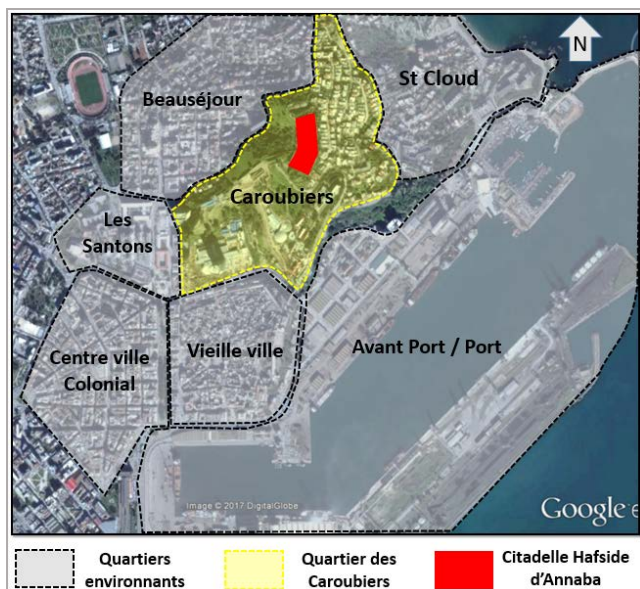 N
St Cloud
Beauséjour
Caroubiers
Les
Santons
Centre ville
Colonial
Vieille ville
Avant Port / Port
Image © 2017 DigitalGlobe
Google e
Quartiers
environnants
Quartier des
Caroubiers
Citadelle Hafside
d’Annaba